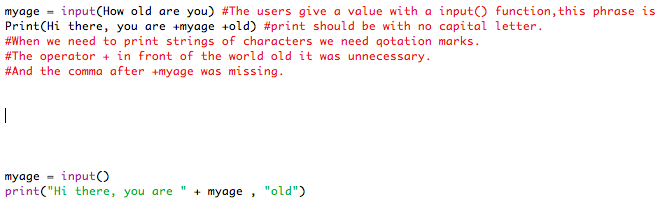 myage = input(How old are you) #The users give a value with a input() function,this phrase is
Print(Hi there, you are +myage +old) #print should be with no capital letter.
#When we need to print strings of characters we need qotation marks.
#The operator + in front of the world old it was unnecessary.
#And the comma after +myage was missing.
myage = input()
print("Hi there, you are " + myage , "old")